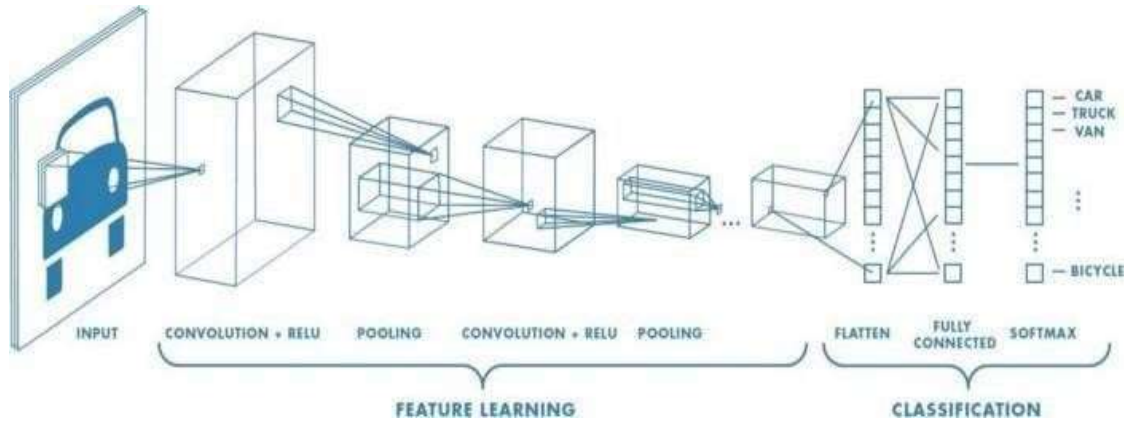 CAR
TRUCK
VAN
BICYCLE
INPUT
CONVOLUTION + RELU
POOLING
CONVOLUTION + RELU
POOLING
FLATTEN
FULLY
CONNECTED
SOFTMAX
FEATURE LEARNING
CLASSIFICATION